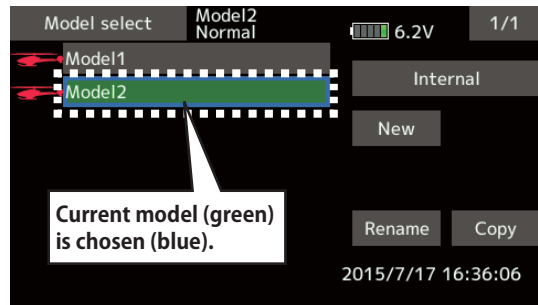 Model select
Model2
Normal
6.2V
1/1
Model1
Internal
Model2
New
Current model (green)
is chosen (blue).
Rename
Copy
2015/7/17 16:36:06